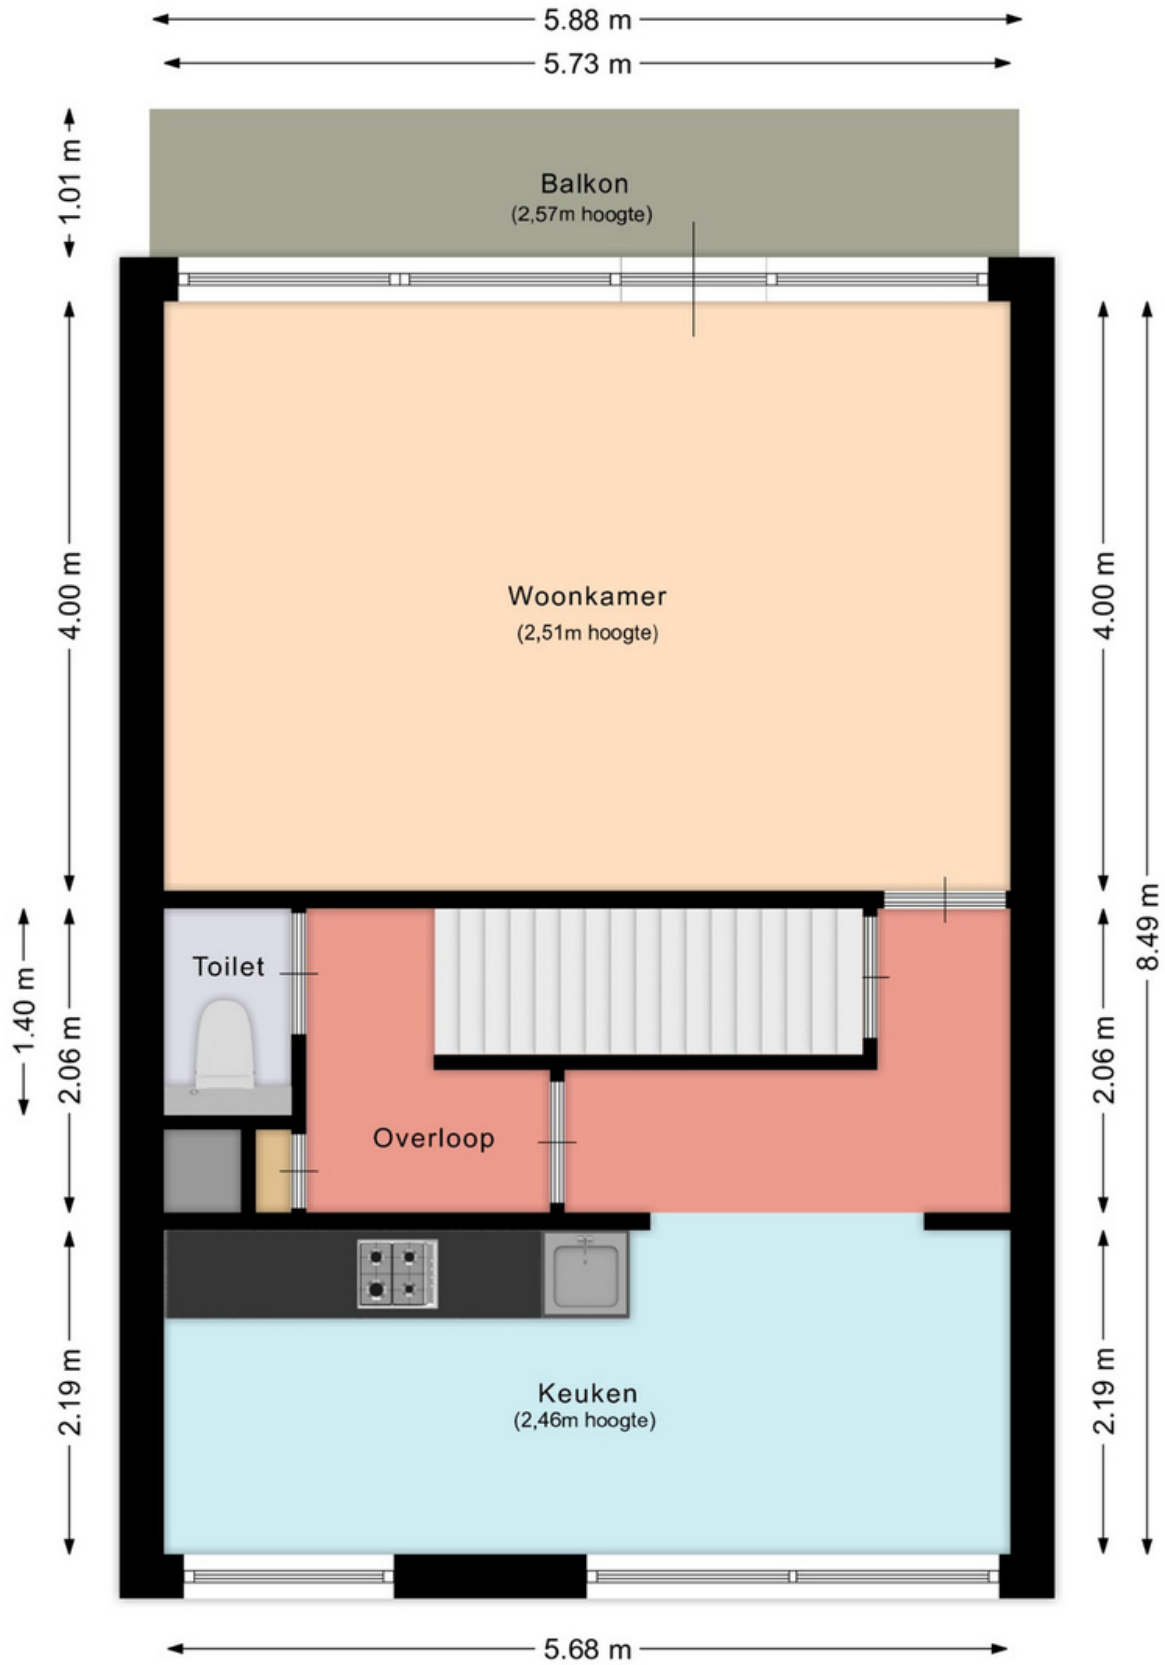 5.88 m
5.73 m
1.01 m
Balkon
(2,57m hoogte)
4.00 m
Woonkamer
(2,51m hoogte)
4.00 m
8.49 m
1.40 m
2.06 m
Toilet
Overloop
2.06 m
2.19 m
Keuken
(2,46m hoogte)
2.19 m
5.68 m